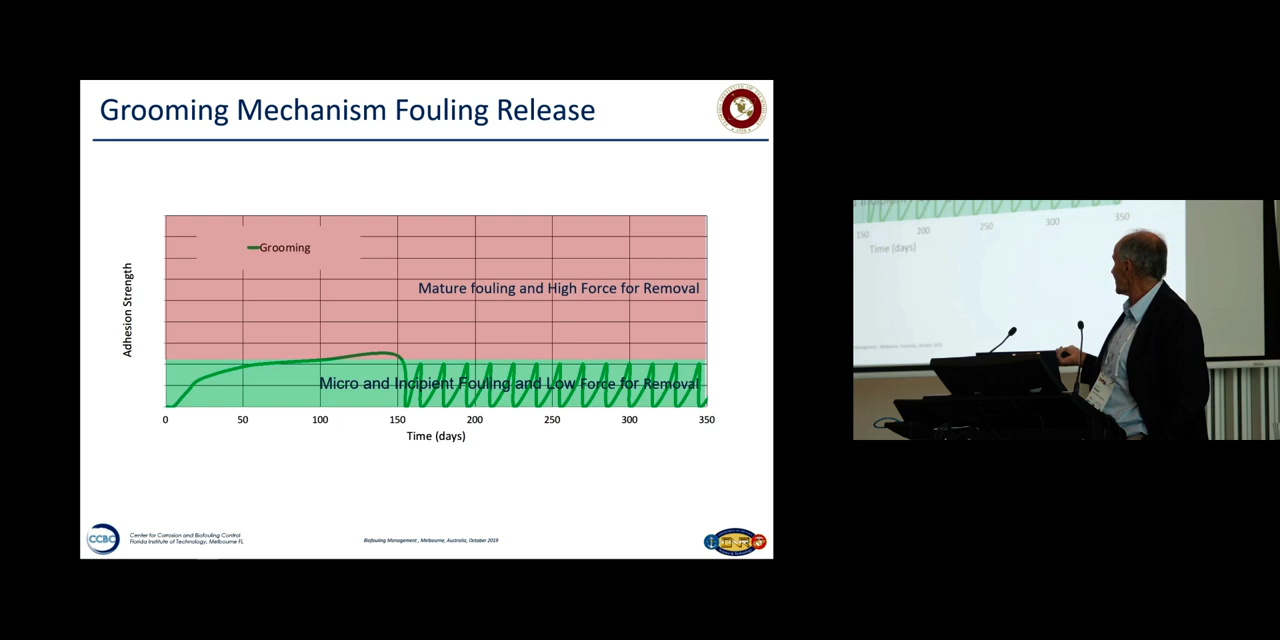 Grooming Mechanism Fouling Release
Grooming
Adhesion Strength
Mature fouling and High Force for Removal
Micro and Incipient Fouling and Low Force for Removal
0 50 100 150 200 250 300 350
Time (days)
CCBC
Center for Corrosion and Biofouling Control
Florida Institute of Technology, Melbourne FL
Biofouling Management , Melbourne, Australia, October 2019
150 200 250 300 350
Time (days)